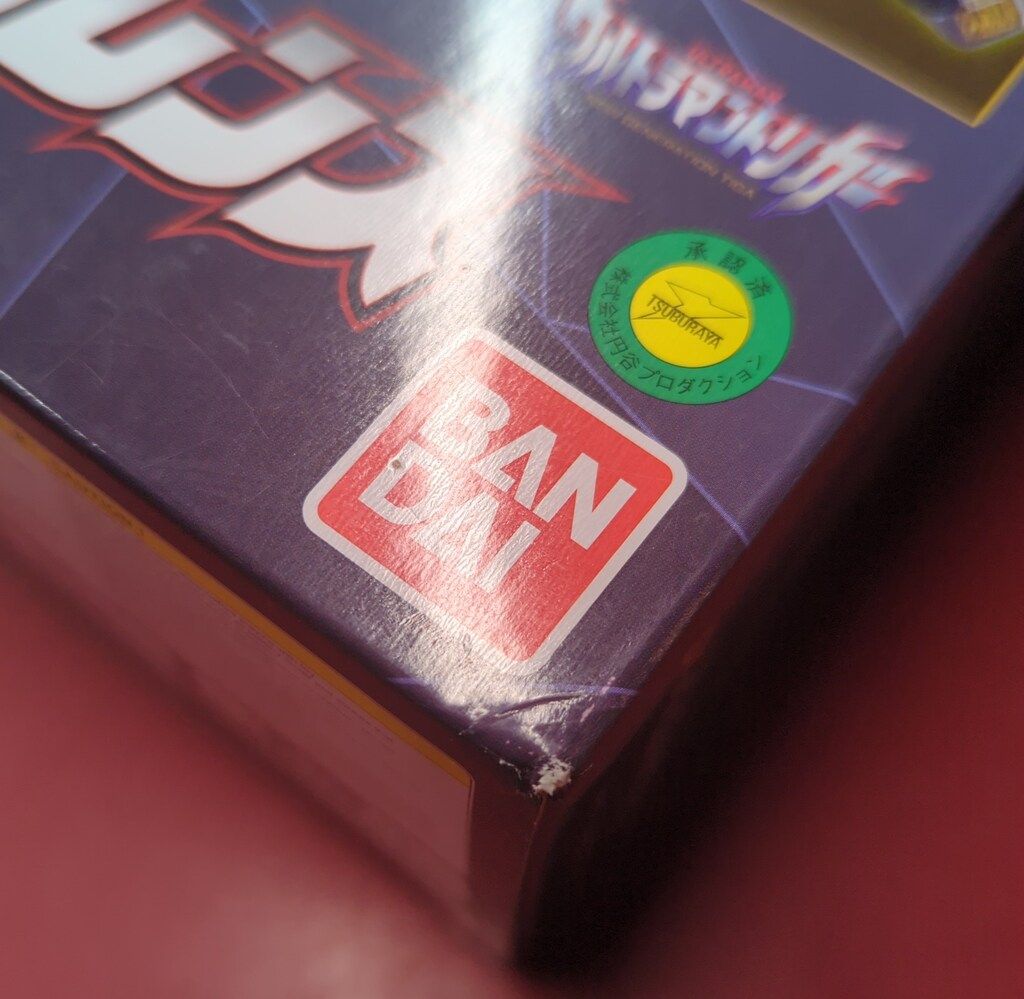 ウルトラマントリガー
NEW GENERATION TIGA
承認済
TSUBURAYA
株式会社円谷プロダクション
BAN
DAI